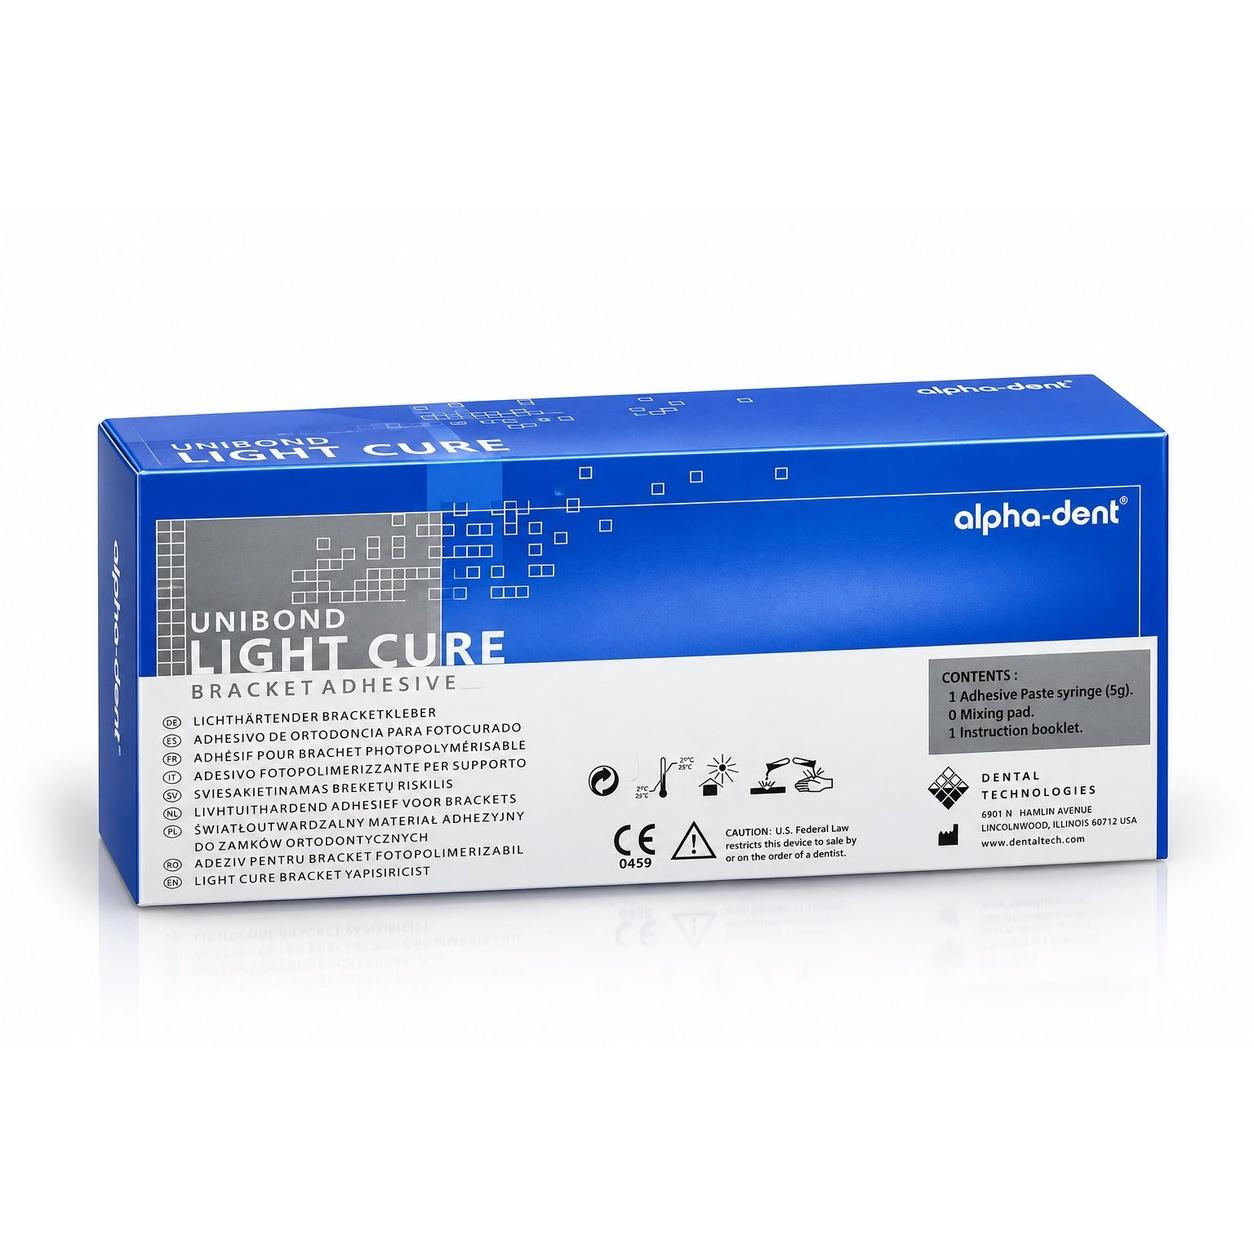 alpha-dent®
UNIBOND
LIGHT CURE
alpha-dent®
alpha-dent®
UNIBOND
LIGHT CURE
BRACKET ADHESIVE
DE LICHTHÄRTENDER BRACKETKLEBER
ES ADHESIVO DE ORTODONCIA PARA FOTOCURADO
FR ADHÉSIF POUR BRACHET PHOTOPOLYMÉRISABLE
IT ADESIVO FOTOPOLIMERIZZANTE PER SUPPORTO
SV SVIESAKIETINAMAS BREKETŲ RISKILIS
NL LIVHTUITHARDEND ADHESIEF VOOR BRACKETS
PL ŚWIATŁOUTWARDZALNY MATERIAŁ ADHEZYJNY
DO ZAMKÓW ORTODONTYCZNYCH
RO ADEZIV PENTRU BRACKET FOTOPOLIMERIZABIL
EN LIGHT CURE BRACKET YAPISIRICIST
CONTENTS :
1 Adhesive Paste syringe (5g).
0 Mixing pad.
1 Instruction booklet.
2°C
25°C
2°C
25°C
CE
0459
CAUTION: U.S. Federal Law
restricts this device to sale by
or on the order of a dentist.
DENTAL
TECHNOLOGIES
6901 N HAMLIN AVENUE
LINCOLNWOOD, ILLINOIS 60712 USA
www.dentaltech.com